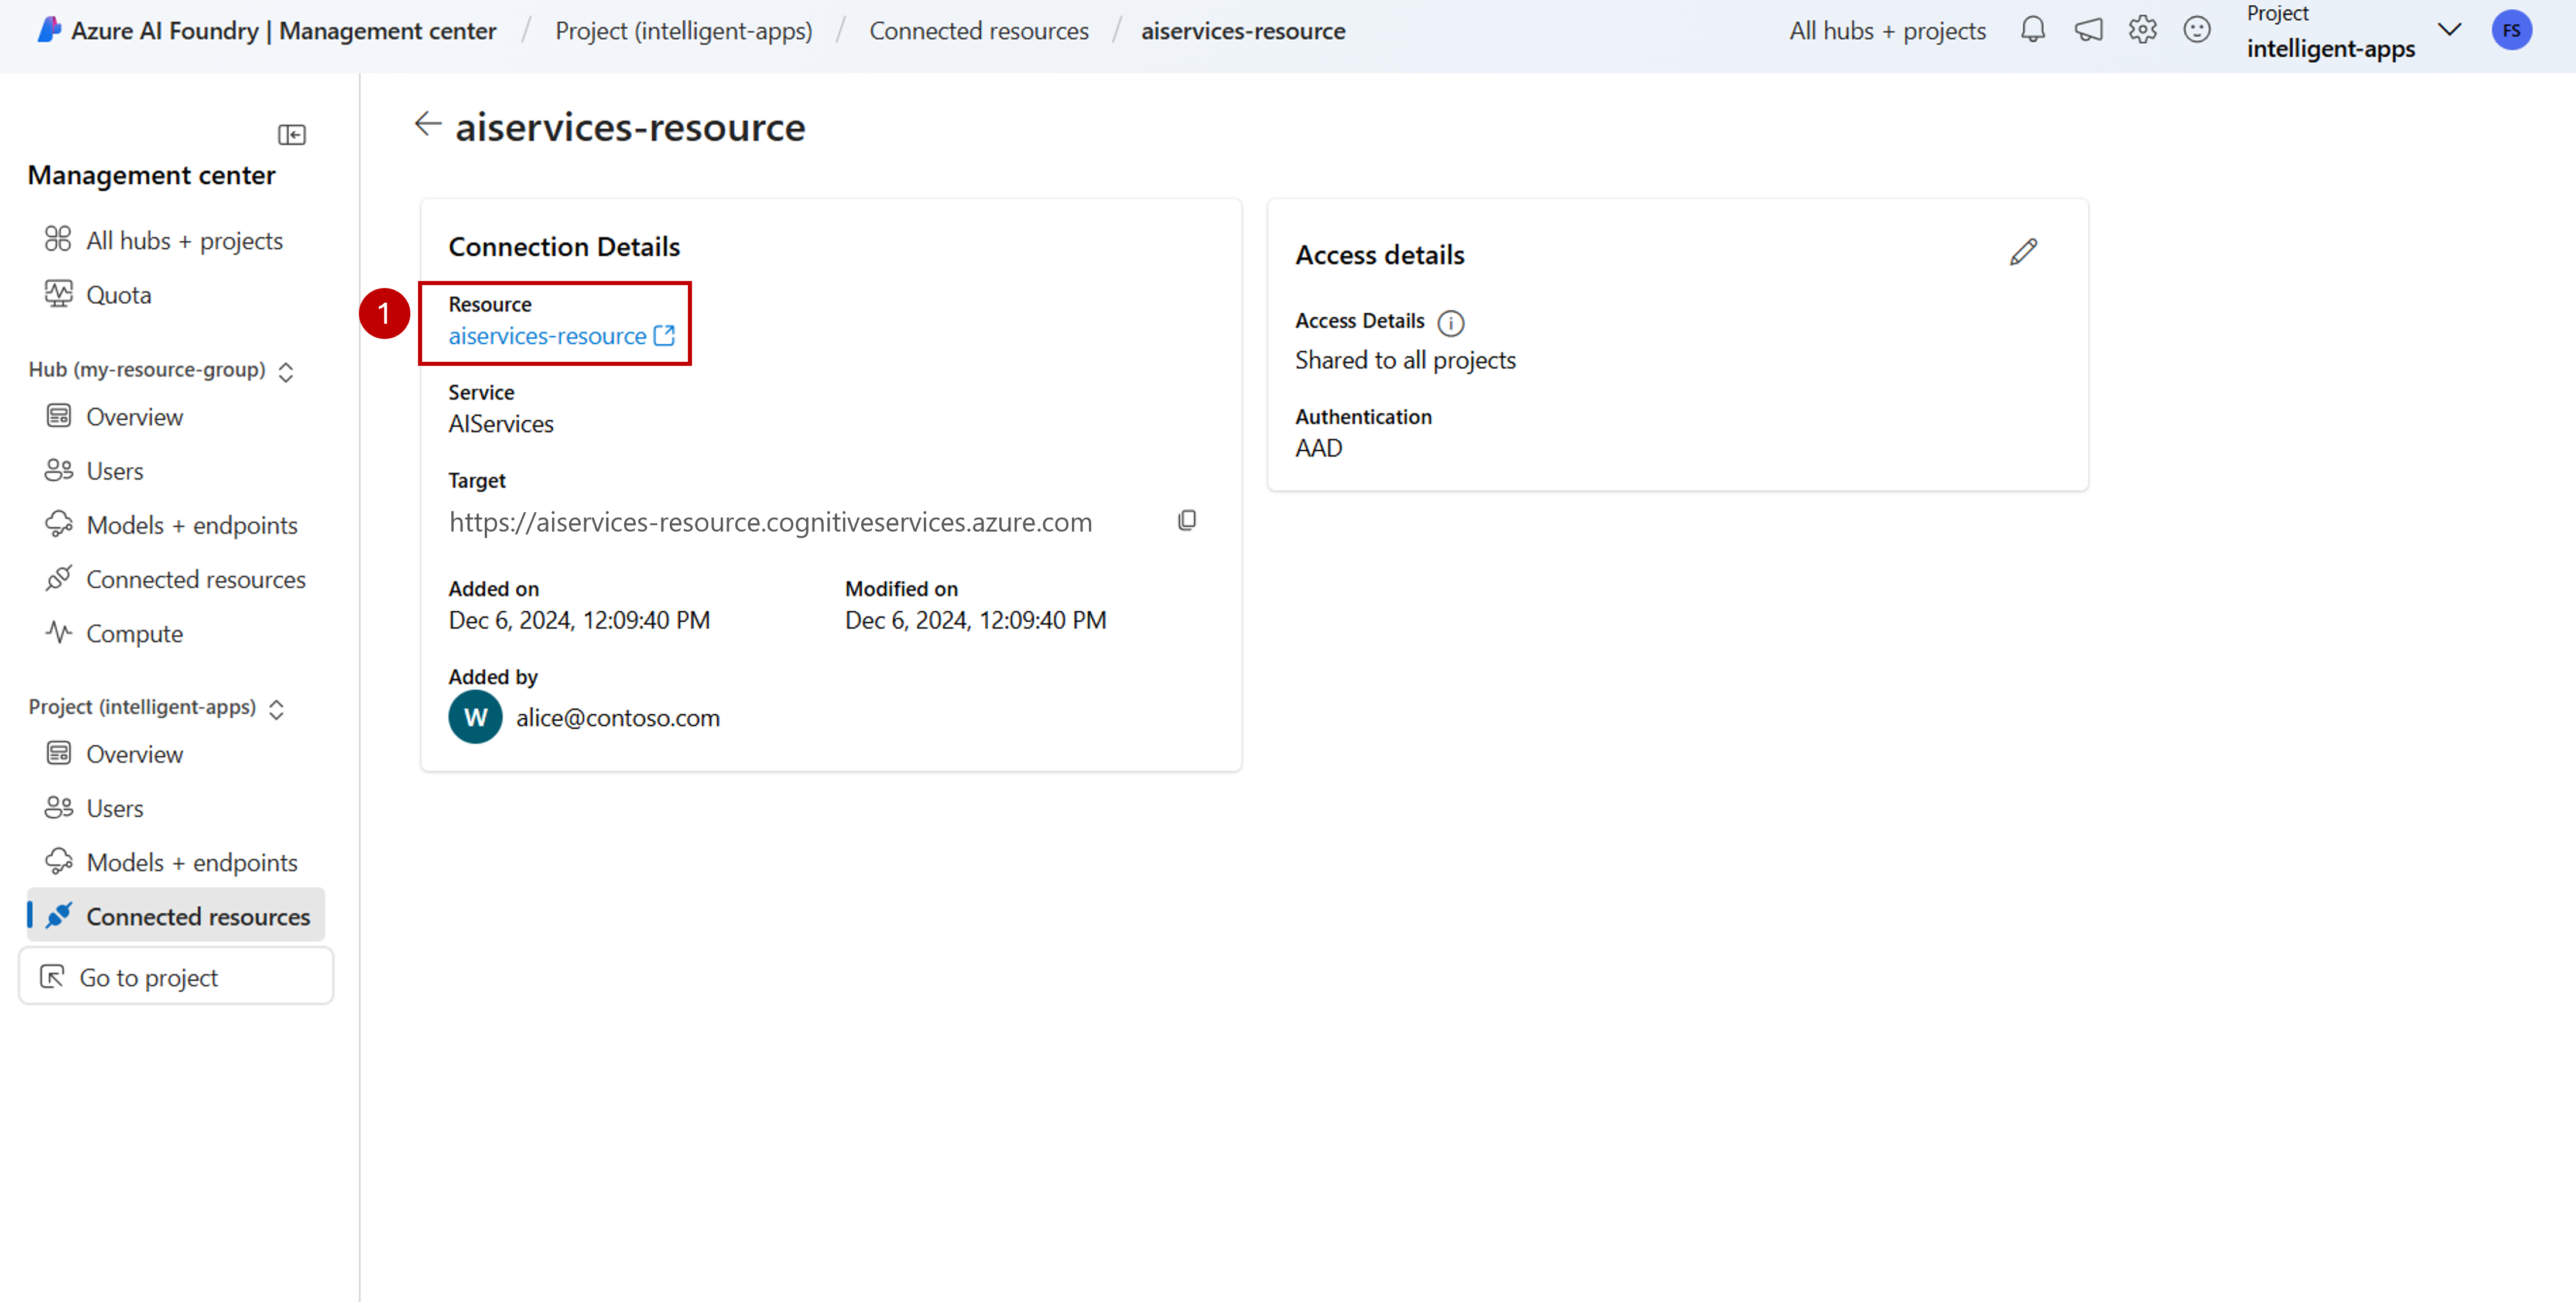 Azure AI Foundry | Management center / Project (intelligent-apps) / Connected resources / aiservices-resource
All hubs + projects
Project
intelligent-apps
FS
Management center
All hubs + projects
Quota
Hub (my-resource-group)
Overview
Users
Models + endpoints
Connected resources
Compute
Project (intelligent-apps)
Overview
Users
Models + endpoints
Connected resources
Go to project
aiservices-resource
Connection Details
1
Resource
aiservices-resource
Service
AIServices
Target
https://aiservices-resource.cognitiveservices.azure.com
Added on
Dec 6, 2024, 12:09:40 PM
Modified on
Dec 6, 2024, 12:09:40 PM
Added by
W
alice@contoso.com
Access details
Access Details
Shared to all projects
Authentication
AAD